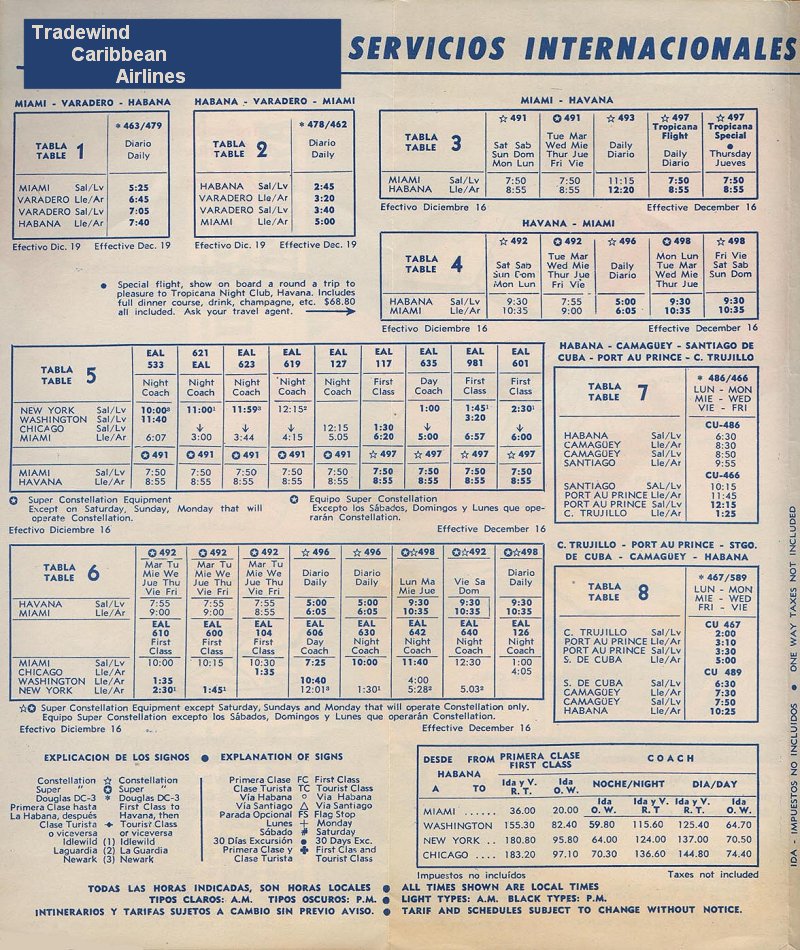 Tradewind
Caribbean
Airlines
SERVICIOS INTERNACIONALES
MIAMI - VARADERO - HABANA
TABLA TABLE 1 * 463/479
Diario
Daily
MIAMI Sal/Lv 5:25
VARADERO Lle/Ar 6:45
VARADERO Sal/Lv 7:05
HABANA Lle/Ar 7:40
Efectivo Dic. 19 Effective Dec. 19
HABANA - VARADERO - MIAMI
TABLA TABLE 2 * 478/462
Diario
Daily
HABANA Sal/Lv 2:45
VARADERO Lle/Ar 3:20
VARADERO Sal/Lv 3:40
MIAMI Lle/Ar 5:00
Efectivo Dic. 19 Effective Dec. 19
MIAMI - HAVANA
TABLA TABLE 3
☆ 491 ✪ 491 ☆ 493 ☆ 497 ☆ 497
Tropicana Flight Tropicana Special
Sat Sab Sun Dom Mon Lun
Tue Mar Wed Mie Thur Jue Fri Vie
Daily Diario
Daily Diario
● Thursday Jueves
MIAMI Sal/Lv 7:50 7:50 11:15 7:50 7:50
HABANA Lle/Ar 8:55 8:55 12:20 8:55 8:55
Efectivo Diciembre 16 Effective December 16
HAVANA - MIAMI
TABLA TABLE 4
☆ 492 ✪ 492 ☆ 496 ✪ 498 ☆ 498
Sat Sab Sun Dom Mon Lun
Tue Mar Wed Mie Thur Jue Fri Vie
Daily Diario
Mon Lun Tue Mar Wed Mie Thur Jue
Fri Vie Sat Sab Sun Dom
HABANA Sal/Lv 9:30 7:55 5:00 9:30 9:30
MIAMI Lle/Ar 10:35 9:00 6:05 10:35 10:35
Efectivo Diciembre 16 Effective December 16
● Special flight, show on board a round a trip to
pleasure to Tropicana Night Club, Havana. Includes
full dinner course, drink, champagne, etc. $68.80
all included. Ask your travel agent.
TABLA TABLE 5
EAL 533 621 EAL EAL 623 EAL 619 EAL 127 EAL 117 EAL 635 EAL 981 EAL 601
Night Coach Night Coach Night Coach Night Coach Night Coach First Class Day Coach First Class First Class
NEW YORK Sal/Lv 10:00³ 11:00¹ 11:59³ 12:15² 1:00 1:45¹ 2:30¹
WASHINGTON Sal/Lv 11:40 3:20
CHICAGO Sal/Lv 12:15 1:30
MIAMI Lle/Ar 6:07 3:00 3:44 4:15 5.05 6:20 5:00 6:57 6:00
✪ 491 ✪ 491 ✪ 491 ✪ 491 ✪ 491 ☆ 497 ☆ 497 ☆ 497 ☆ 497
MIAMI Sal/Lv 7:50 7:50 7:50 7:50 7:50 7:50 7:50 7:50 7:50
HAVANA Lle/Ar 8:55 8:55 8:55 8:55 8:55 8:55 8:55 8:55 8:55
✪ Super Constellation Equipment
Except on Saturday, Sunday, Monday that will
operate Constellation.
✪ Equipo Super Constellation
Excepto los Sábados, Domingos y Lunes que ope-
rarán Constellation.
Efectivo Diciembre 16 Effective December 16
TABLA TABLE 6
✪ 492 ✪ 492 ✪ 492 ☆ 496 ☆ 496 ✪☆498 ✪☆492 ✪☆498
Mar Tu Mie We Jue Thu Vie Fri
Mar Tu Mie We Jue Thu Vie Fri
Mar Tu Mie We Jue Thu Vie Fri
Diario Daily
Diario Daily
Lun Ma Mie Jue
Vie Sa Dom
Diario Daily
HAVANA Sal/Lv 7:55 7:55 7:55 5:00 5:00 9:30 9:30 9:30
MIAMI Lle/Ar 9:00 9:00 8:55 6:05 6:05 10:35 10:35 10:35
EAL 610 EAL 600 EAL 104 EAL 606 EAL 630 EAL 642 EAL 640 EAL 126
First Class First Class First Class Day Coach Night Coach Night Coach Night Coach Night Coach
MIAMI Sal/Lv 10:00 10:15 10:30 7:25 10:00 11:40 12:30 1:00
CHICAGO Lle/Ar 1:35 4:05
WASHINGTON Lle/Ar 1:35 10:40 4:00
NEW YORK Lle/Ar 2:30¹ 1:45¹ 12:01³ 1:30¹ 5:28² 5.03²
☆✪ Super Constellation Equipment except Saturday, Sundays and Monday that will operate Constellation only.
Equipo Super Constellation excepto los Sábados, Domingos y Lunes que operarán Constellation.
Efectivo Diciembre 16 Effective December 16
HABANA - CAMAGUEY - SANTIAGO DE
CUBA - PORT AU PRINCE - C. TRUJILLO
TABLA TABLE 7 * 486/466
LUN - MON
MIE - WED
VIE - FRI
CU-486
HABANA Sal/Lv 6:30
CAMAGÜEY Lle/Ar 8:30
CAMAGÜEY Sal/Lv 8:50
SANTIAGO Lle/Ar 9:55
CU-466
SANTIAGO SAL/Lv 10:15
PORT AU PRINCE Lle/Ar 11:45
PORT AU PRINCE Sal/Lv 12:15
C. TRUJILLO Lle/Ar 1:25
C. TRUJILLO - PORT AU PRINCE - STGO.
DE CUBA - CAMAGÜEY - HABANA
TABLA TABLE 8 * 467/589
LUN - MON
MIE - WED
FRI - VIE
CU 467
C. TRUJILLO Sal/Lv 2:00
PORT AU PRINCE Lle/Ar 3:10
PORT AU PRINCE Sal/Lv 3:30
S. DE CUBA Lle/Ar 5:00
CU 489
S. DE CUBA Sal/Lv 6:30
CAMAGÜEY Lle/Ar 7:30
CAMAGÜEY Sal/Lv 7:50
HABANA Lle/Ar 10:25
EXPLICACION DE LOS SIGNOS ● EXPLANATION OF SIGNS
Constellation ☆ Constellation
Super " ✪ Super "
Douglas DC-3 * Douglas DC-3
Primera Clase hasta First Class to
La Habana, después Havana, then
Clase Turista Tourist Class
o viceversa or viceversa
Idlewild (1) Idlewild
Laguardia (2) La Guardia
Newark (3) Newark
Primera Clase FC First Class
Clase Turista TC Tourist Class
Vía Habana ○ Via Habana
Vía Santiago △ Via Santiago
Parada Opcional FS Flag Stop
Lunes + Monday
Sábado # Saturday
30 Días Excursión ● 30 Days Exc.
Primera Clase y First Clas and
Clase Turista Tourist Class
DESDE FROM HABANA A TO
PRIMERA CLASE FIRST CLASS COACH
Ida y V. R. T. Ida O. W. NOCHE/NIGHT DIA/DAY
Ida O. W. Ida y V. R. T. Ida y V. R. T. Ida O. W.
MIAMI ...... 36.00 20.00
WASHINGTON 155.30 82.40 59.80 115.60 125.40 64.70
NEW YORK .... 180.80 95.80 64.00 124.00 137.00 70.50
CHICAGO .... 183.20 97.10 70.30 136.60 144.80 74.40
Impuestos no incluídos Taxes not included
IDA - IMPUESTOS NO INCLUIDOS ● ONE WAY TAXES NOT INCLUDED
TODAS LAS HORAS INDICADAS, SON HORAS LOCALES ● ALL TIMES SHOWN ARE LOCAL TIMES
TIPOS CLAROS: A.M. TIPOS OSCUROS: P.M. ● LIGHT TYPES: A.M. BLACK TYPES: P.M.
INTINERARIOS Y TARIFAS SUJETOS A CAMBIO SIN PREVIO AVISO. ● TARIF AND SCHEDULES SUBJECT TO CHANGE WITHOUT NOTICE.